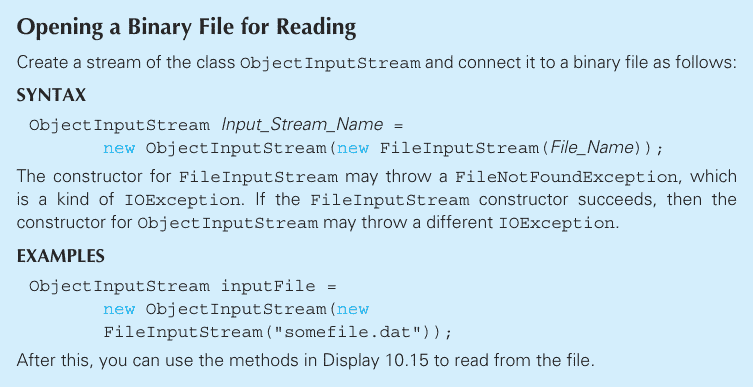 Opening a Binary File for Reading
Create a stream of the class ObjectInputStream and connect it to a binary file as follows:
SYNTAX
ObjectInputStream Input_Stream_Name =
new ObjectInputStream(new FileInputStream(File_Name));
The constructor for FileInputStream may throw a FileNotFoundException, which
is a kind of IOException. If the FileInputStream constructor succeeds, then the
constructor for ObjectInputStream may throw a different IOException.
EXAMPLES
ObjectInputStream inputFile =
new ObjectInputStream(new
FileInputStream("somefile.dat"));
After this, you can use the methods in Display 10.15 to read from the file.